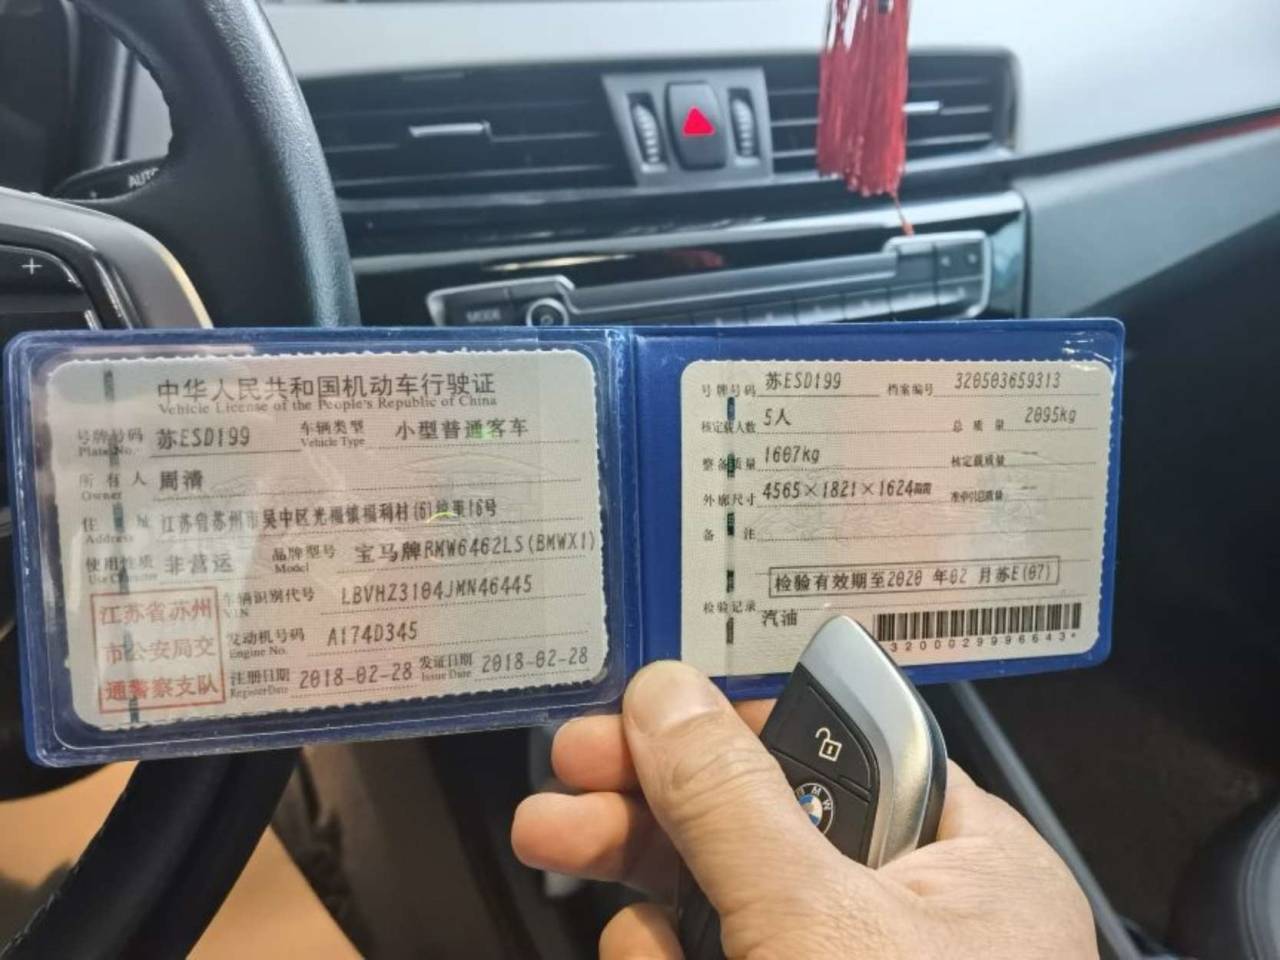 AUTO
MODE
中华人民共和国机动车行驶证
Vehicle License of the People's Republic of China
号牌号码 苏ESD199 车辆类型 小型普通客车
Plate No. Vehicle Type
所有人 周清
Owner
住址 江苏省苏州市吴中区光福镇福利村(6) 16号
Address
使用性质 非营运 品牌型号 宝马牌BMW6462LS(BMWX1)
Use Character Model
江苏省苏州
市公安局交
通警察支队
车辆识别代号 LBVHZ3104JMN46445
VIN
发动机号码 A174D345
Engine No.
注册日期 2018-02-28 发证日期 2018-02-28
Register Date Issue Date
号牌号码 苏ESD199 档案编号 320503659313
核定载人数 5人 总质量 2095kg
整备质量 1607kg 核定载质量 --
外廓尺寸 4565×1821×1624mm 准牵引总质量 --
备注
检验有效期至2020年02月苏E(07)
检验记录
汽油
*3200029996643*
BMW